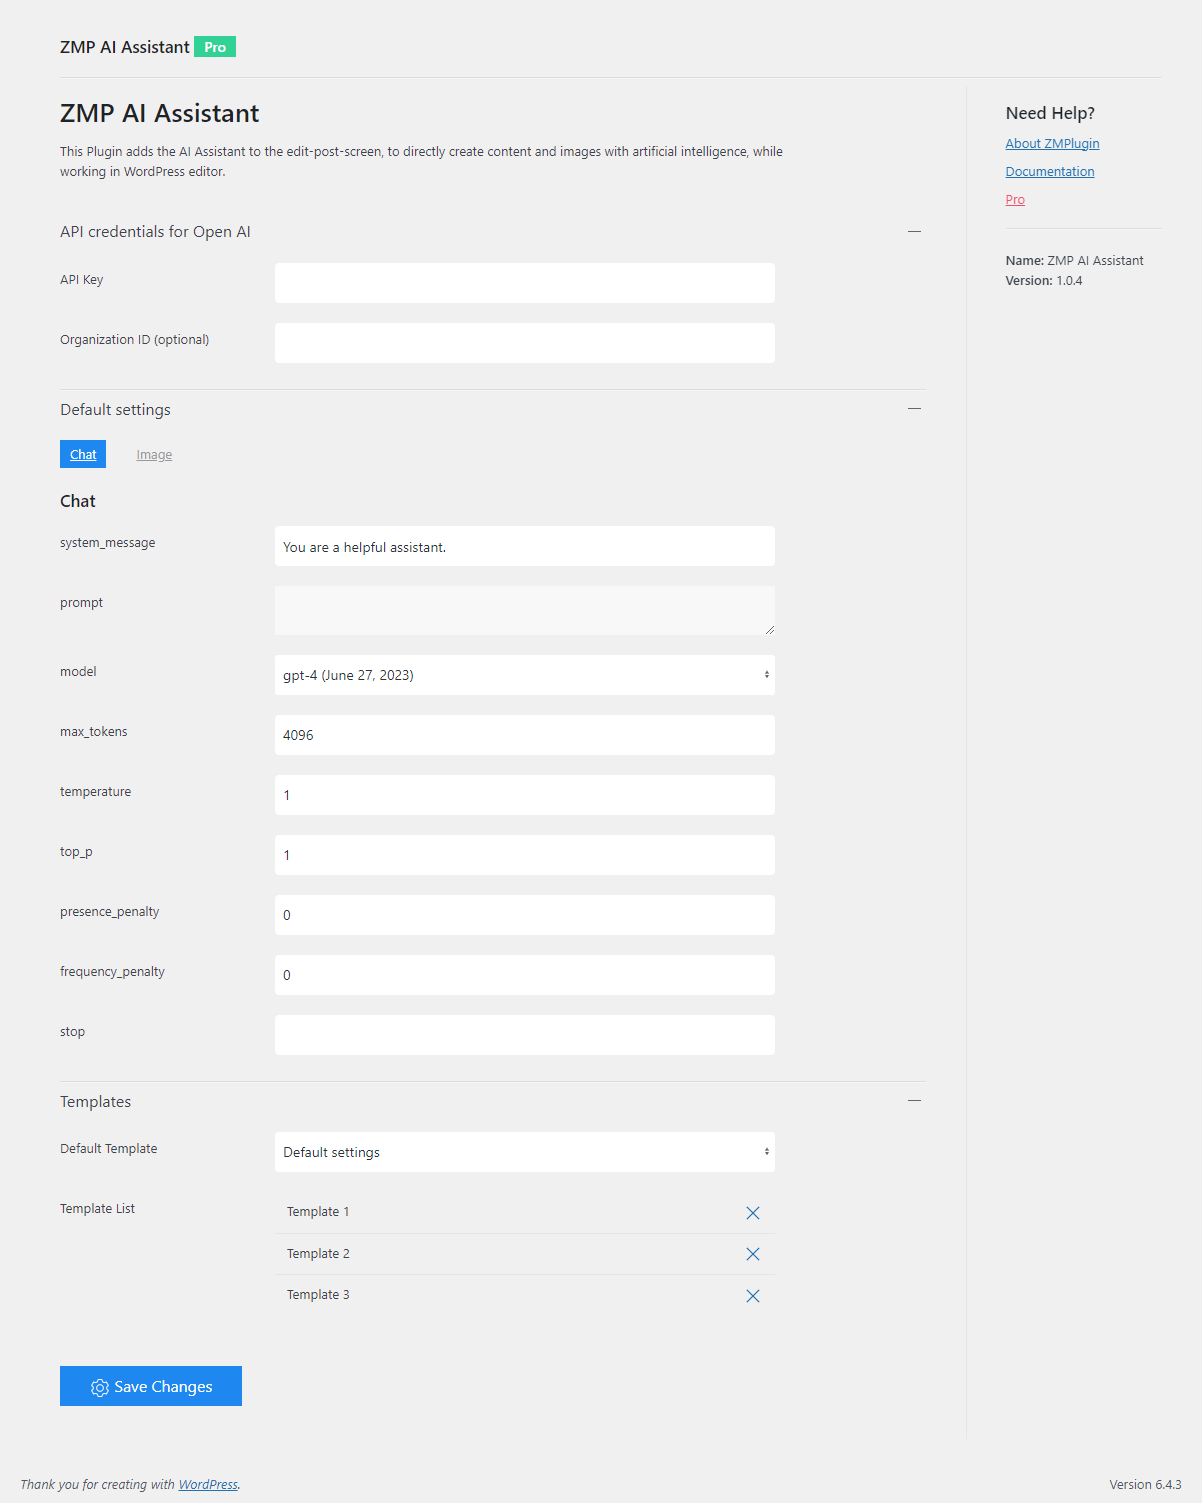 ZMP AI Assistant Pro
ZMP AI Assistant
This Plugin adds the AI Assistant to the edit-post-screen, to directly create content and images with artificial intelligence, while
working in WordPress editor.
API credentials for Open AI
API Key
Organization ID (optional)
Default settings
Chat Image
Chat
system_message You are a helpful assistant.
prompt
model gpt-4 (June 27, 2023)
max_tokens 4096
temperature 1
top_p 1
presence_penalty 0
frequency_penalty 0
stop
Templates
Default Template Default settings
Template List Template 1
Template 2
Template 3
Save Changes
Need Help?
About ZMPlugin
Documentation
Pro
Name: ZMP AI Assistant
Version: 1.0.4
Thank you for creating with WordPress. Version 6.4.3